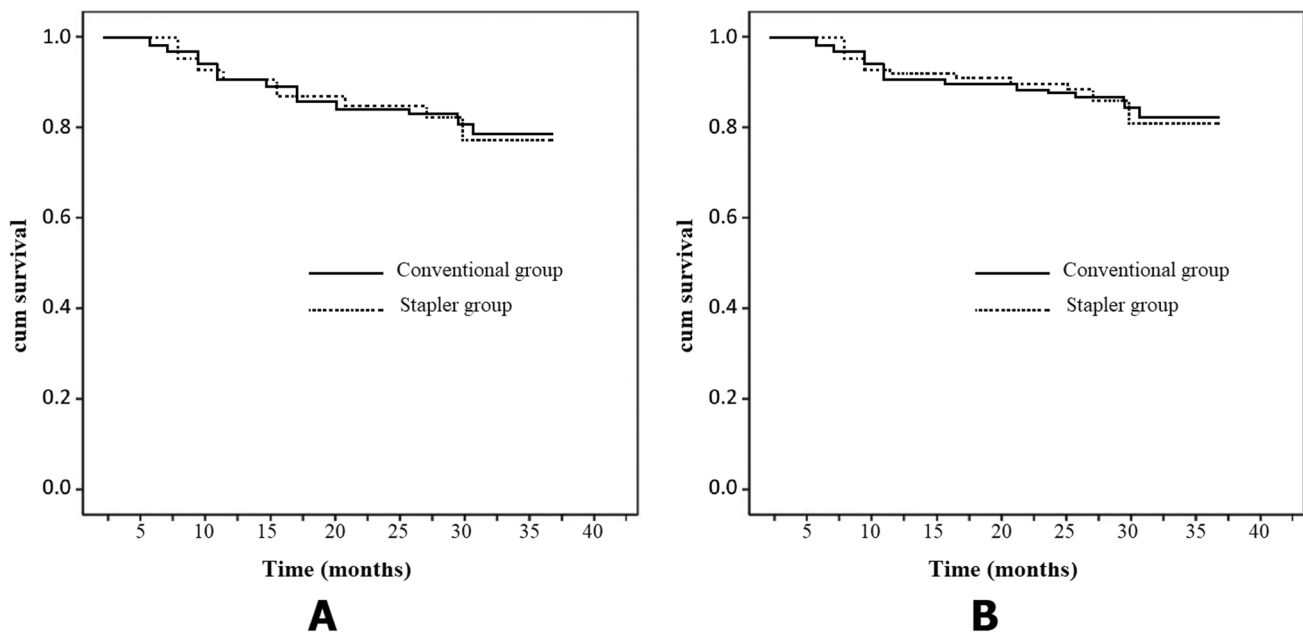 1.0
0.8
0.6
0.4
0.2
0.0
cum survival
Conventional group
Stapler group
5 10 15 20 25 30 35 40
Time (months)
A
1.0
0.8
0.6
0.4
0.2
0.0
cum survival
Conventional group
Stapler group
5 10 15 20 25 30 35 40
Time (months)
B